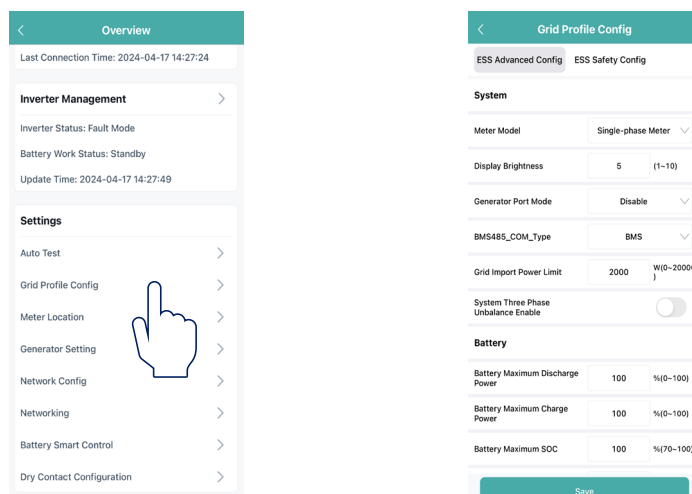 Overview
Last Connection Time: 2024-04-17 14:27:24
Inverter Management
Inverter Status: Fault Mode
Battery Work Status: Standby
Update Time: 2024-04-17 14:27:49
Settings
Auto Test
Grid Profile Config
Meter Location
Generator Setting
Network Config
Networking
Battery Smart Control
Dry Contact Configuration
Grid Profile Config
ESS Advanced Config ESS Safety Config
System
Meter Model Single-phase Meter
Display Brightness 5 (1~10)
Generator Port Mode Disable
BMS485_COM_Type BMS
Grid Import Power Limit 2000 W(0~20000
)
System Three Phase
Unbalance Enable
Battery
Battery Maximum Discharge
Power 100 %(0~100)
Battery Maximum Charge
Power 100 %(0~100)
Battery Maximum SOC 100 %(70~100)
Save